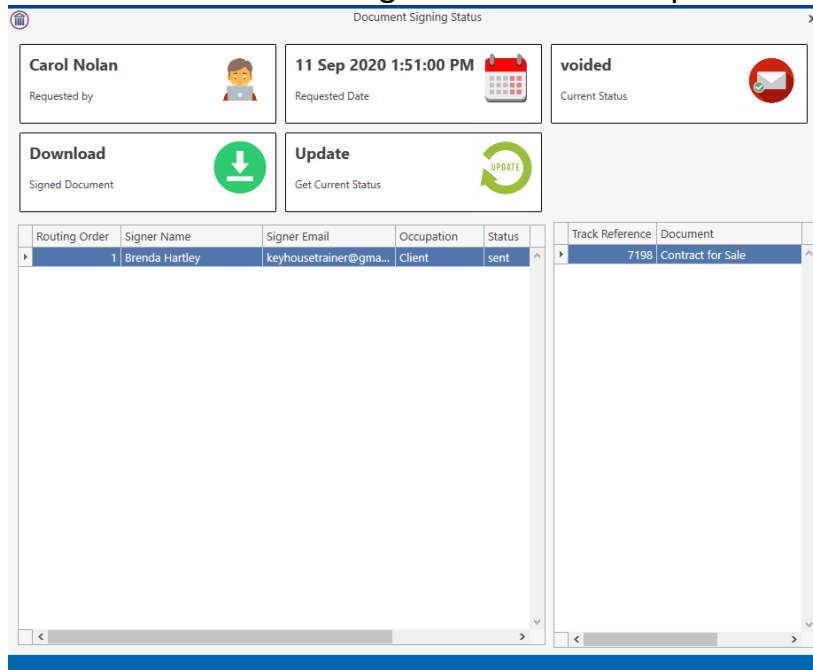 Document Signing Status
Carol Nolan
Requested by
11 Sep 2020 1:51:00 PM
Requested Date
voided
Current Status
Download
Signed Document
Update
Get Current Status
UPDATE
Routing Order Signer Name Signer Email Occupation Status
1 Brenda Hartley keyhousetrainer@gma... Client sent
Track Reference Document
7198 Contract for Sale